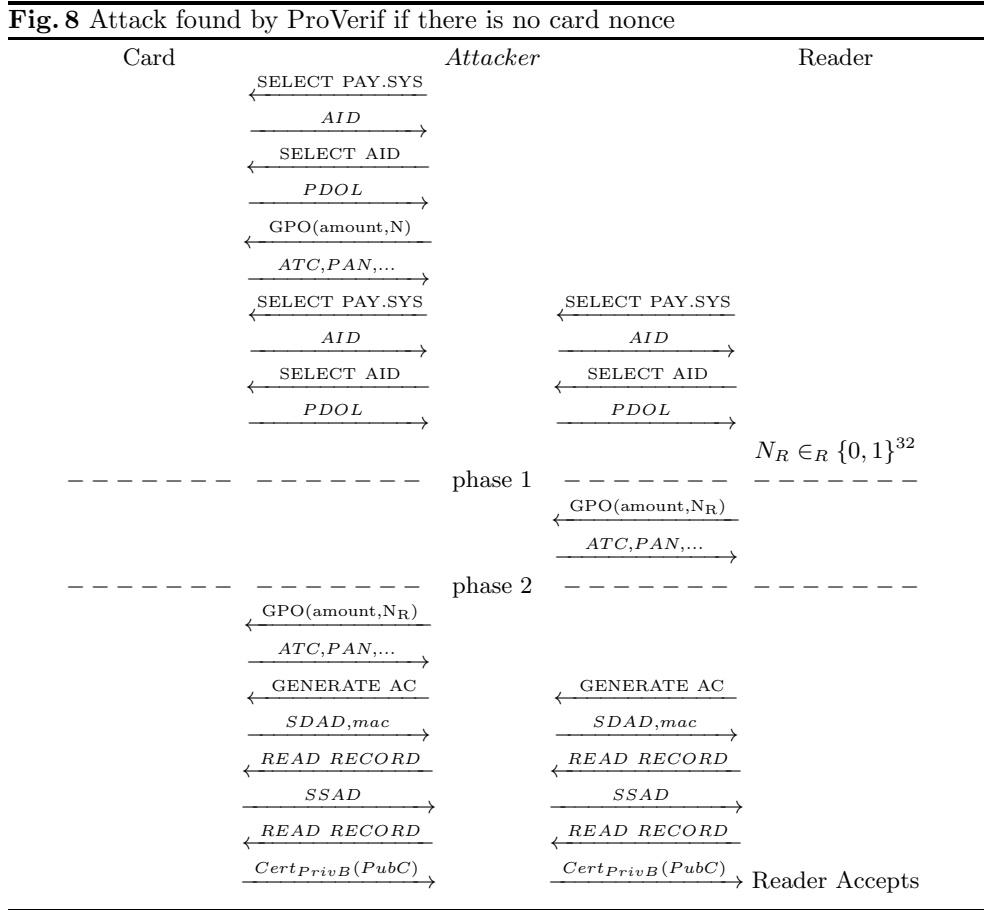 Fig. 8 Attack found by ProVerif if there is no card nonce
Card Attacker Reader
SELECT PAY.SYS
AID
SELECT AID
PDOL
GPO(amount,N)
ATC,PAN,...
SELECT PAY.SYS SELECT PAY.SYS
AID AID
SELECT AID SELECT AID
PDOL PDOL
N_R ∈_R {0, 1}^32
phase 1
GPO(amount,N_R)
ATC,PAN,...
phase 2
GPO(amount,N_R)
ATC,PAN,...
GENERATE AC GENERATE AC
SDAD,mac SDAD,mac
READ RECORD READ RECORD
SSAD SSAD
READ RECORD READ RECORD
Cert_PrivB(PubC) Cert_PrivB(PubC) Reader Accepts